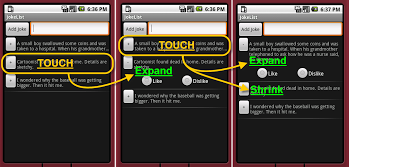 6:36 PM
JokeList
Add Joke
A small boy swallowed some coins and was
taken to a hospital. When his grandmother
Cartoonist found dead in home. Details are
sketchy.
TOUCH
I wondered why the baseball was getting
bigger. Then it hit me.
6:36 PM
JokeList
Add Joke
A small boy swallowed some coins and was
taken to a hospital. When his grandmother
TOUCH
Cartoonist found dead in home. Details are
sketchy.
Expand
Like
Dislike
I wondered why the baseball was getting
bigger. Then it hit me.
6:37 PM
JokeList
Add Joke
A small boy swallowed some coins and was
taken to a hospital. When his grandmother
telephoned to ask how he was a nurse said
Expand
Like
Dislike
found dead in home. Details are
Shrink
I wondered why the baseball was getting
bigger. Then it hit me.